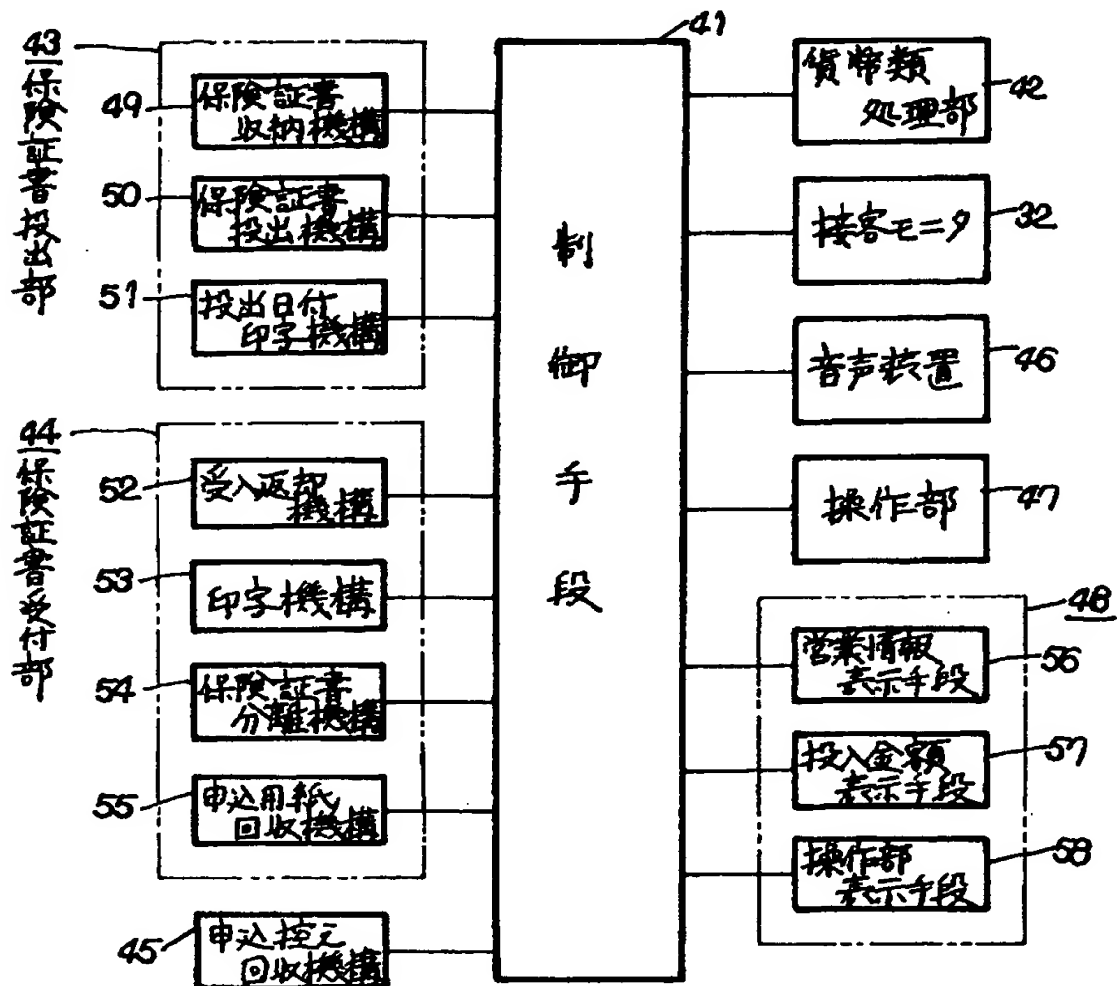 41
43
保険証書投出部
49
保険証書
収納機構
50
保険証書
投出機構
51
投出日付
印字機構
44
保険証書受付部
52
受入返却
機構
53
印字機構
54
保険証書
分離機構
55
申込用紙
回収機構
45
申込控元
回収機構
制御手段
貨幣類
処理部
42
接客モニタ
32
音声装置
46
操作部
47
48
営業情報
表示手段
56
投入金額
表示手段
57
操作部
表示手段
58